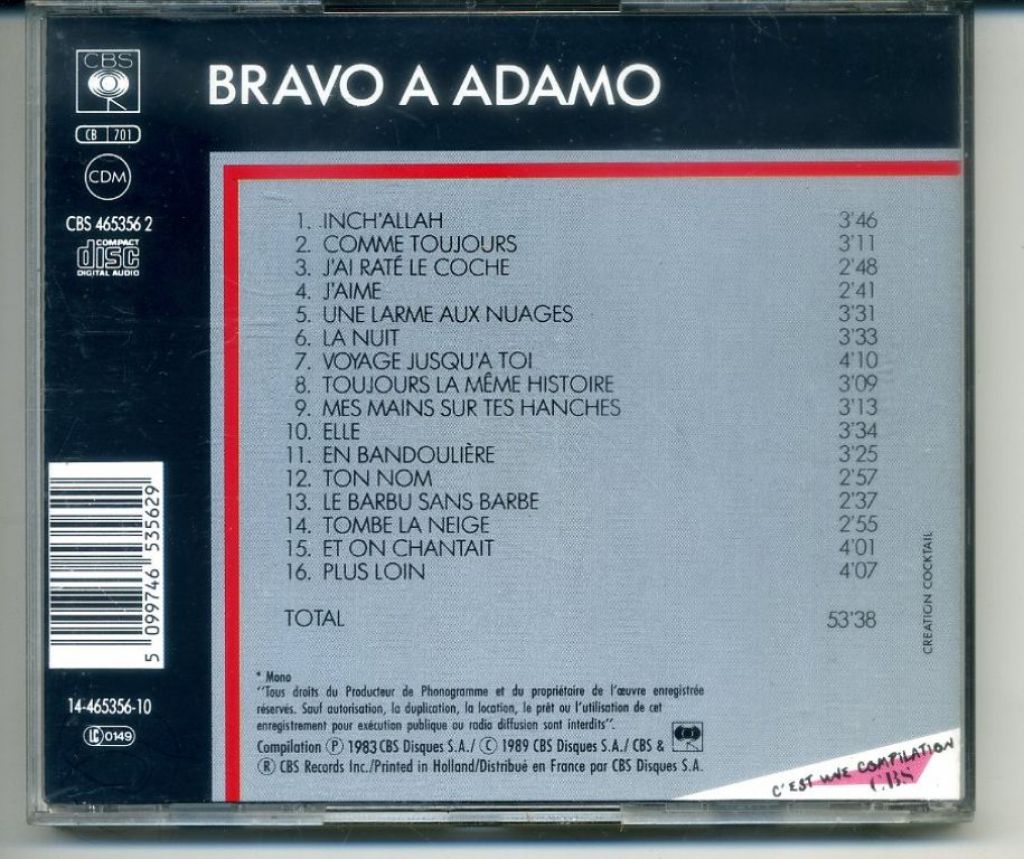 CBS
BRAVO A ADAMO
CB 701
CDM
CBS 465356 2
COMPACT
disc
DIGITAL AUDIO
1. INCH'ALLAH 3'46
2. COMME TOUJOURS 3'11
3. J'AI RATÉ LE COCHE 2'48
4. J'AIME 2'41
5. UNE LARME AUX NUAGES 3'31
6. LA NUIT 3'33
7. VOYAGE JUSQU'A TOI 4'10
8. TOUJOURS LA MÊME HISTOIRE 3'09
9. MES MAINS SUR TES HANCHES 3'13
10. ELLE 3'34
11. EN BANDOULIÈRE 3'25
12. TON NOM 2'57
13. LE BARBU SANS BARBE 2'37
14. TOMBE LA NEIGE 2'55
15. ET ON CHANTAIT 4'01
16. PLUS LOIN 4'07
TOTAL 53'38
CREATION COCKTAIL
5 099746 535629
14-465356-10
LC 0149
* Mono
"Tous droits du Producteur de Phonogramme et du propriétaire de l'œuvre enregistrée
réservés. Sauf autorisation, la duplication, la location, le prêt ou l'utilisation de cet
enregistrement pour exécution publique ou radio diffusion sont interdits".
Compilation Ⓟ 1983 CBS Disques S.A./ Ⓒ 1989 CBS Disques S.A./ CBS &
Ⓡ CBS Records Inc./Printed in Holland/Distribué en France par CBS Disques S.A.
C'EST UNE COMPILATION
CBS